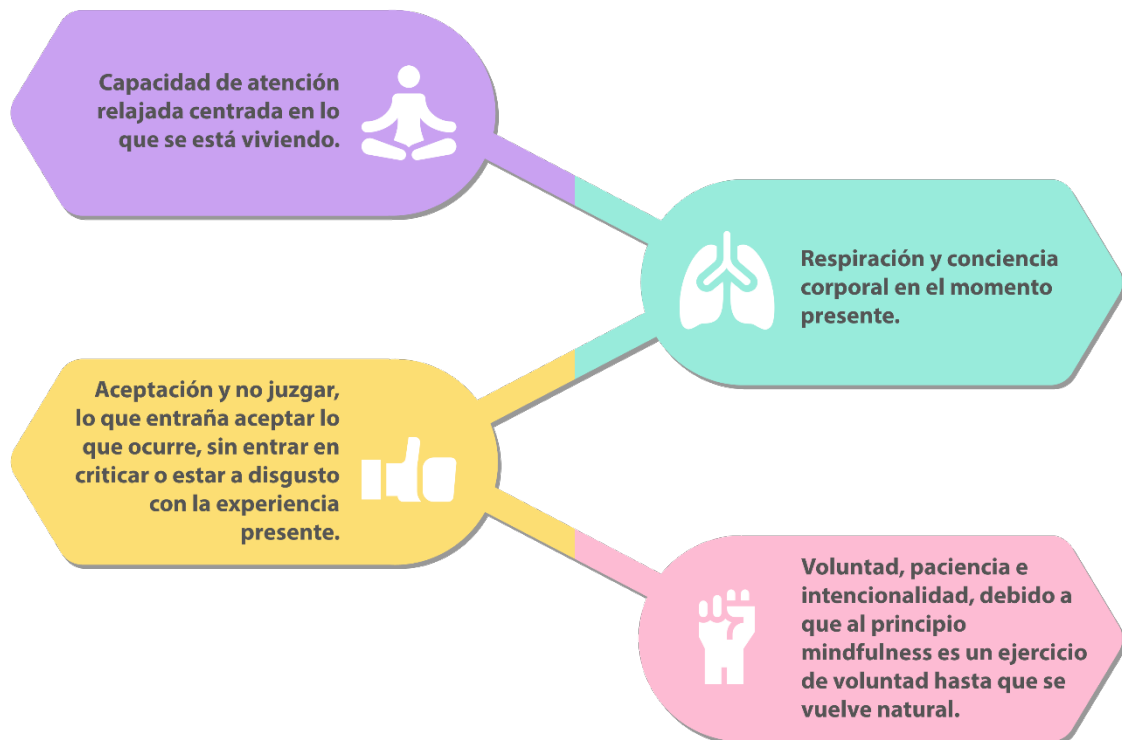 Capacidad de atención
relajada centrada en lo
que se está viviendo.
Respiración y conciencia
corporal en el momento
presente.
Aceptación y no juzgar,
lo que entraña aceptar lo
que ocurre, sin entrar en
criticar o estar a disgusto
con la experiencia
presente.
Voluntad, paciencia e
intencionalidad, debido a
que al principio
mindfulness es un ejercicio
de voluntad hasta que se
vuelve natural.